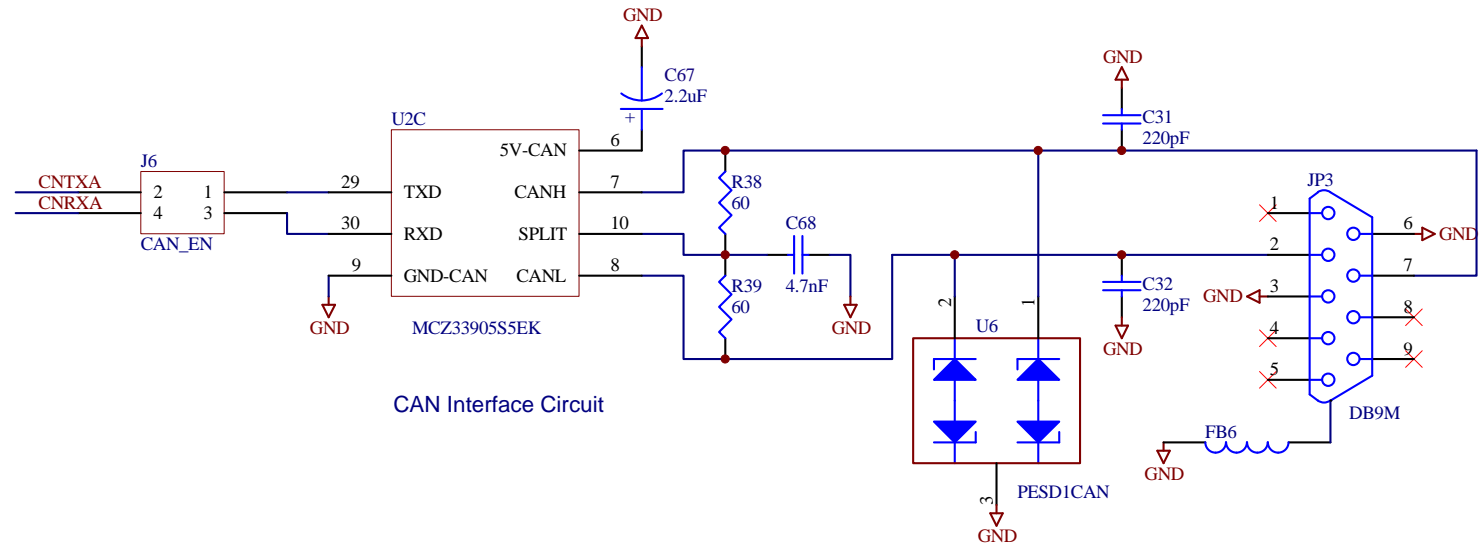 GND
C67
2.2uF
+
GND
C31
220pF
U2C
5V-CAN
6
J6
CNTXA
2
1
29
TXD
CANH
7
R38
60
JP3
1
CNRXA
4
3
30
RXD
SPLIT
10
C68
6
GND
CAN_EN
2
9
GND-CAN
CANL
8
R39
60
4.7nF
C32
220pF
7
GND
3
GND
MCZ33905S5EK
GND
2
1
U6
GND
8
4
9
5
CAN Interface Circuit
DB9M
FB6
GND
PESD1CAN
3
GND